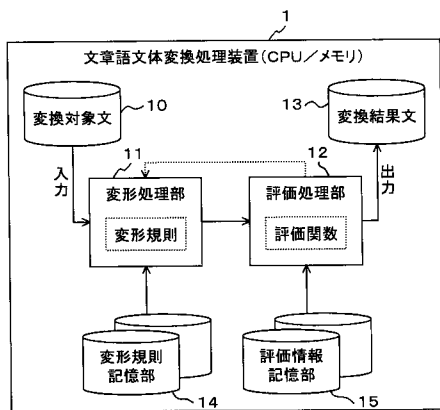 1
文章語文体変換処理装置(CPU/メモリ)
変換対象文
10
13
変換結果文
入力
11
12
出力
変形処理部
評価処理部
変形規則
評価関数
変形規則
記憶部
評価情報
記憶部
14
15